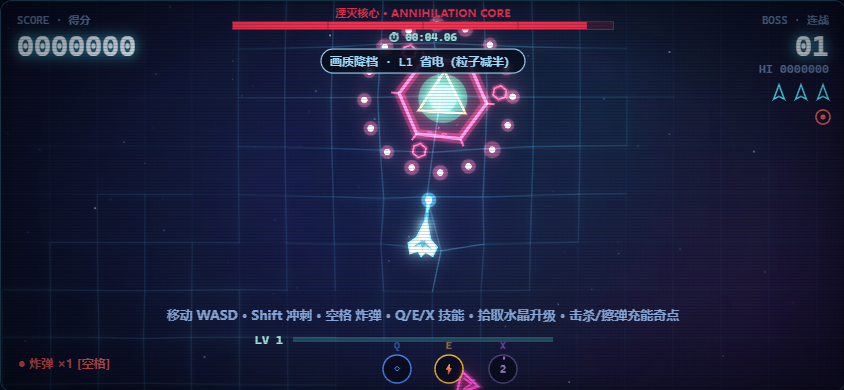 湮灭核心 • ANNIHILATION CORE
SCORE · 得分
0000000
BOSS · 连战
01
HI 0000000
⏱ 00:04.06
画质降档 · L1 省电 (粒子减半)
移动 WASD • Shift 冲刺 • 空格 炸弹 • Q/E/X 技能 • 拾取水晶升级 • 击杀/擦弹充能奇点
LV 1
Q E X
2
炸弹 ×1 [空格]